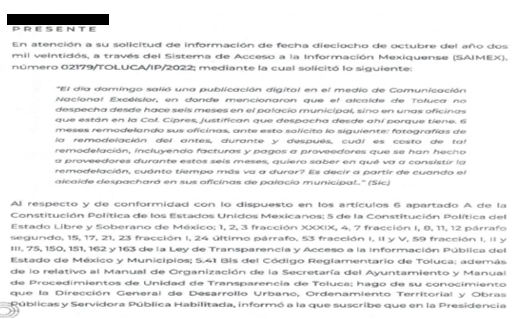 PRESENTE
En atención a su solicitud de información de fecha dieciocho de octubre del año dos
mil veintidós, a través del Sistema de Acceso a la Información Mexiquense (SAIMEX),
número 02179/TOLUCA/IP/2022; mediante la cual solicitó lo siguiente:
"El día domingo salió una publicación digital en el medio de Comunicación
Nacional Excélsior, en donde mencionaron que el alcalde de Toluca no
despecha desde hace seis meses en el palacio municipal, sino en unas oficinas
que están en la Col. Cipres, justifican que despacha desde ahí porque tiene. 6
meses remodelando sus oficinas, ante esto solicito lo siguiente: fotografías de
la remodelación del antes, durante y después, cuál es costo de tal
remodelación, incluyendo facturas y pagos a proveedores que se han hecho
a proveedores durante estos seis meses, quiero saber en qué va a consistir la
remodelación, cuánto tiempo más va a durar? Es decir a partir de cuando el
alcalde despachará en sus oficinas de palacio municipal.." (Sic)
Al respecto y de conformidad con lo dispuesto en los artículos 6 apartado A de la
Constitución Política de los Estados Unidos Mexicanos; 5 de la Constitución Política del
Estado Libre y Soberano de México; 1, 2, 3 fracción XXXIX, 4, 7 fracción I, 8, 11, 12 párrafo
segundo, 15, 17, 21, 23 fracción I, 24 último párrafo, 53 fracción I, II y V, 59 fracción I, II y
III, 75, 150, 151, 162 y 163 de la Ley de Transparencia y Acceso a la Información Pública del
Estado de México y Municipios; 5.41 Bis del Código Reglamentario de Toluca; además
de lo relativo al Manual de Organización de la Secretaría del Ayuntamiento y Manual
de Procedimientos de Unidad de Transparencia de Toluca; hago de su conocimiento
que la Dirección General de Desarrollo Urbano, Ordenamiento Territorial y Obras
Públicas y Servidora Pública Habilitada, informó a la que suscribe que en la Presidencia